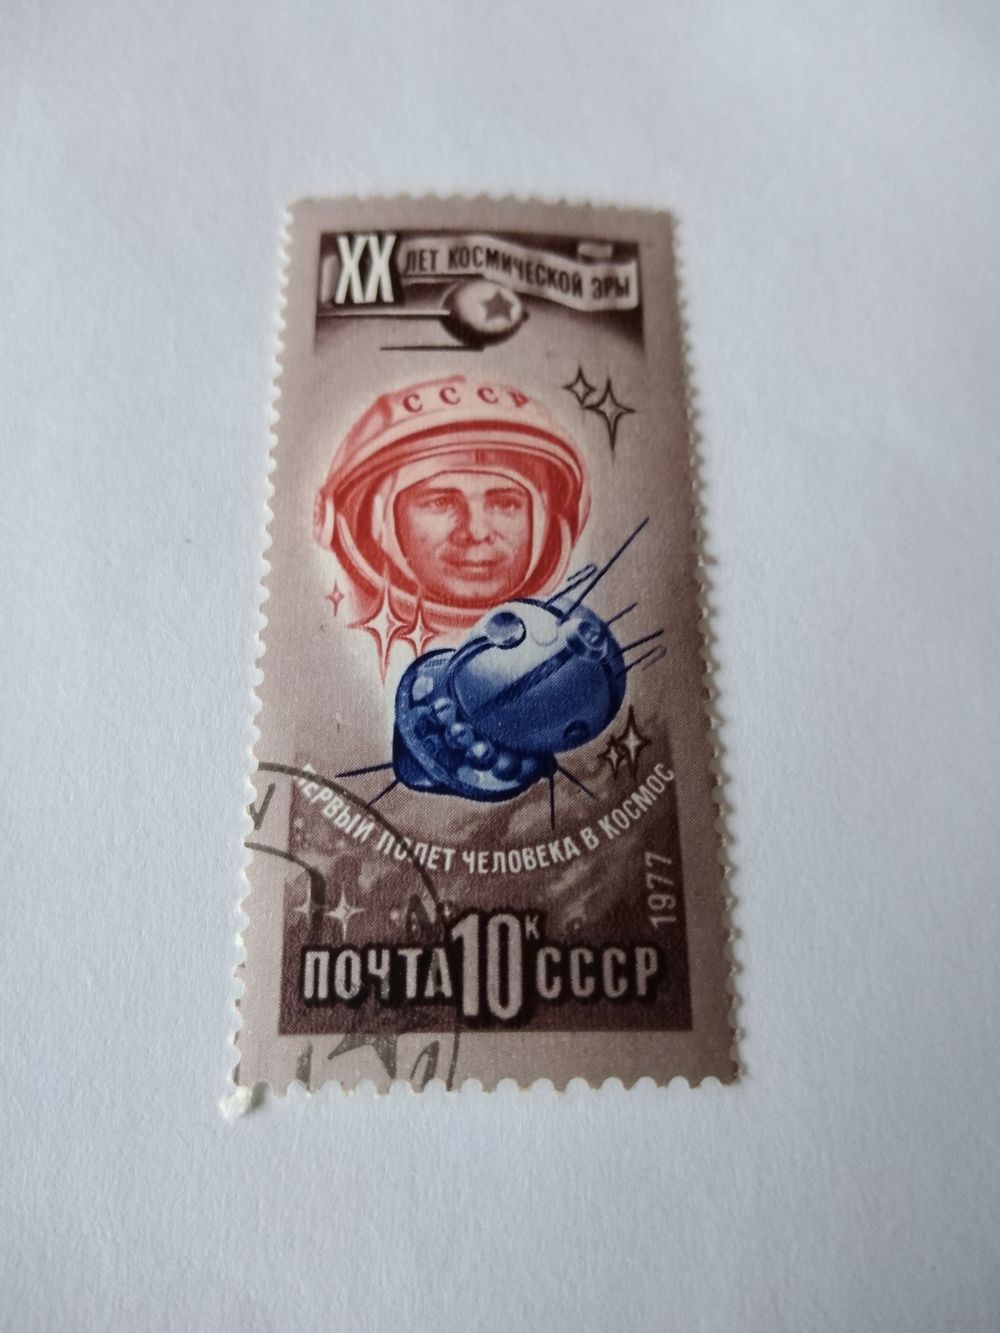 XX ЛЕТ КОСМИЧЕСКОЙ ЭРЫ
СССР
ПЕРВЫЙ ПОЛЕТ ЧЕЛОВЕКА В КОСМОС
1977
ПОЧТА 10К СССР